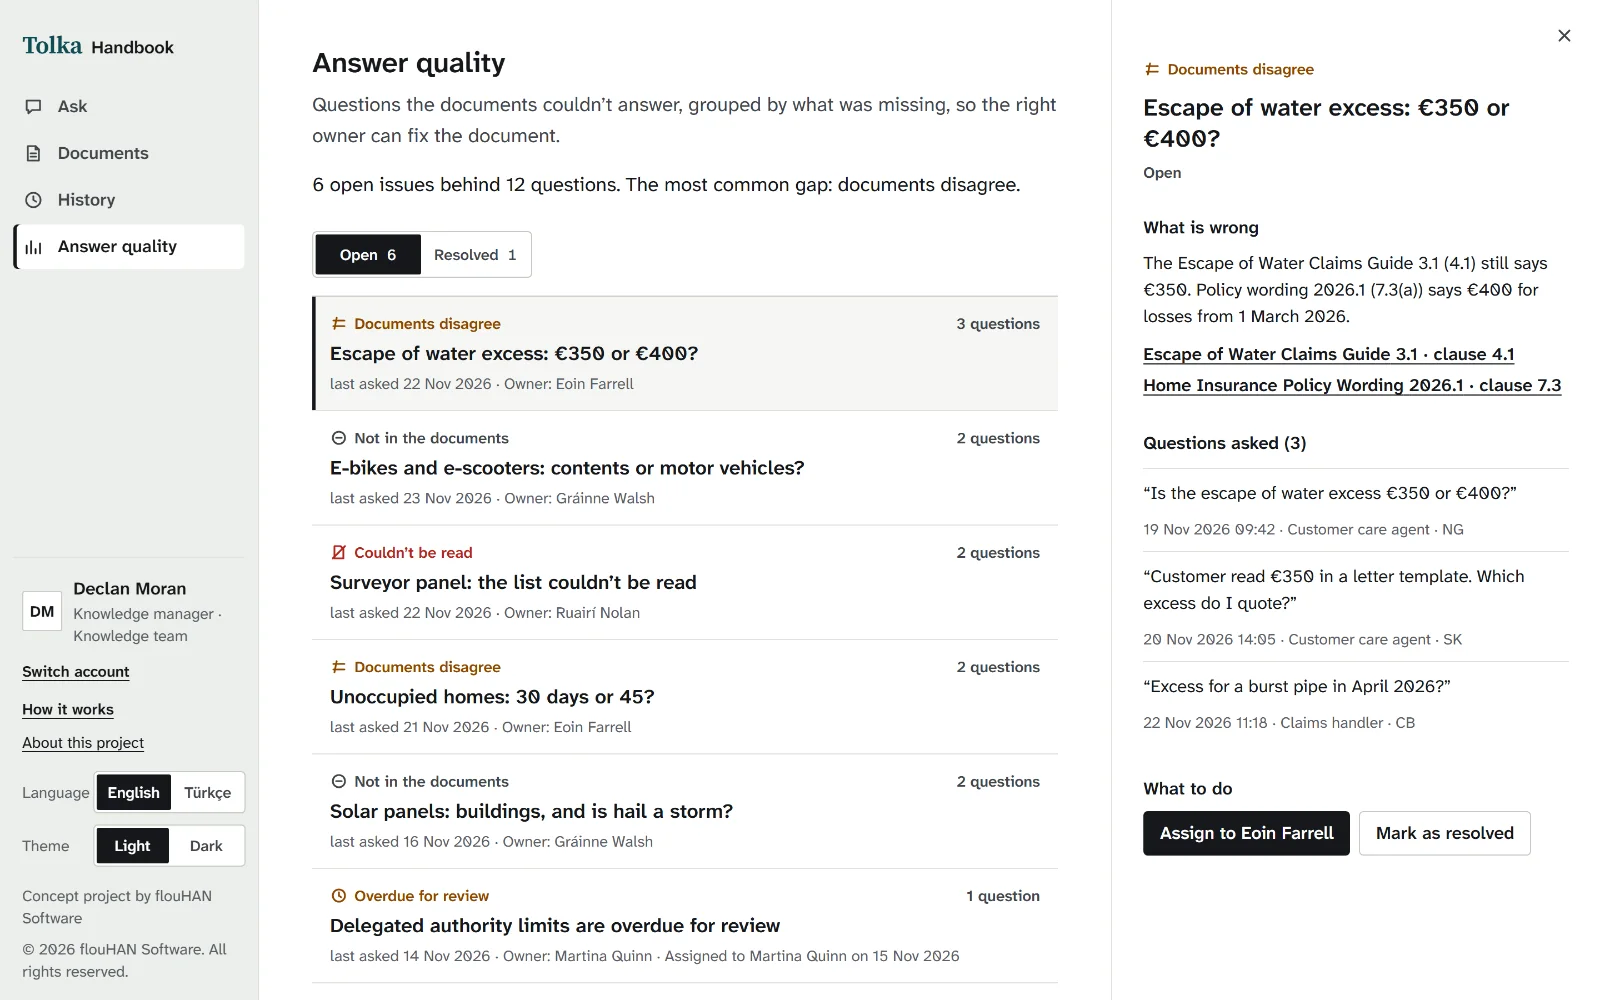 Tolka Handbook
Ask
Documents
History
Answer quality
Declan Moran
DM
Knowledge manager ·
Knowledge team
Switch account
How it works
About this project
Language English Türkçe
Theme Light Dark
Concept project by flouHAN
Software
© 2026 flouHAN Software. All
rights reserved.
Answer quality
Questions the documents couldn’t answer, grouped by what was missing, so the right
owner can fix the document.
6 open issues behind 12 questions. The most common gap: documents disagree.
Open 6 Resolved 1
Documents disagree 3 questions
Escape of water excess: €350 or €400?
last asked 22 Nov 2026 · Owner: Eoin Farrell
Not in the documents 2 questions
E-bikes and e-scooters: contents or motor vehicles?
last asked 23 Nov 2026 · Owner: Gráinne Walsh
Couldn't be read 2 questions
Surveyor panel: the list couldn’t be read
last asked 22 Nov 2026 · Owner: Ruairí Nolan
Documents disagree 2 questions
Unoccupied homes: 30 days or 45?
last asked 21 Nov 2026 · Owner: Eoin Farrell
Not in the documents 2 questions
Solar panels: buildings, and is hail a storm?
last asked 16 Nov 2026 · Owner: Gráinne Walsh
Overdue for review 1 question
Delegated authority limits are overdue for review
last asked 14 Nov 2026 · Owner: Martina Quinn · Assigned to Martina Quinn on 15 Nov 2026
Documents disagree
Escape of water excess: €350 or
€400?
Open
What is wrong
The Escape of Water Claims Guide 3.1 (4.1) still says
€350. Policy wording 2026.1 (7.3(a)) says €400 for
losses from 1 March 2026.
Escape of Water Claims Guide 3.1 · clause 4.1
Home Insurance Policy Wording 2026.1 · clause 7.3
Questions asked (3)
“Is the escape of water excess €350 or €400?”
19 Nov 2026 09:42 · Customer care agent · NG
“Customer read €350 in a letter template. Which
excess do I quote?”
20 Nov 2026 14:05 · Customer care agent · SK
“Excess for a burst pipe in April 2026?”
22 Nov 2026 11:18 · Claims handler · CB
What to do
Assign to Eoin Farrell Mark as resolved